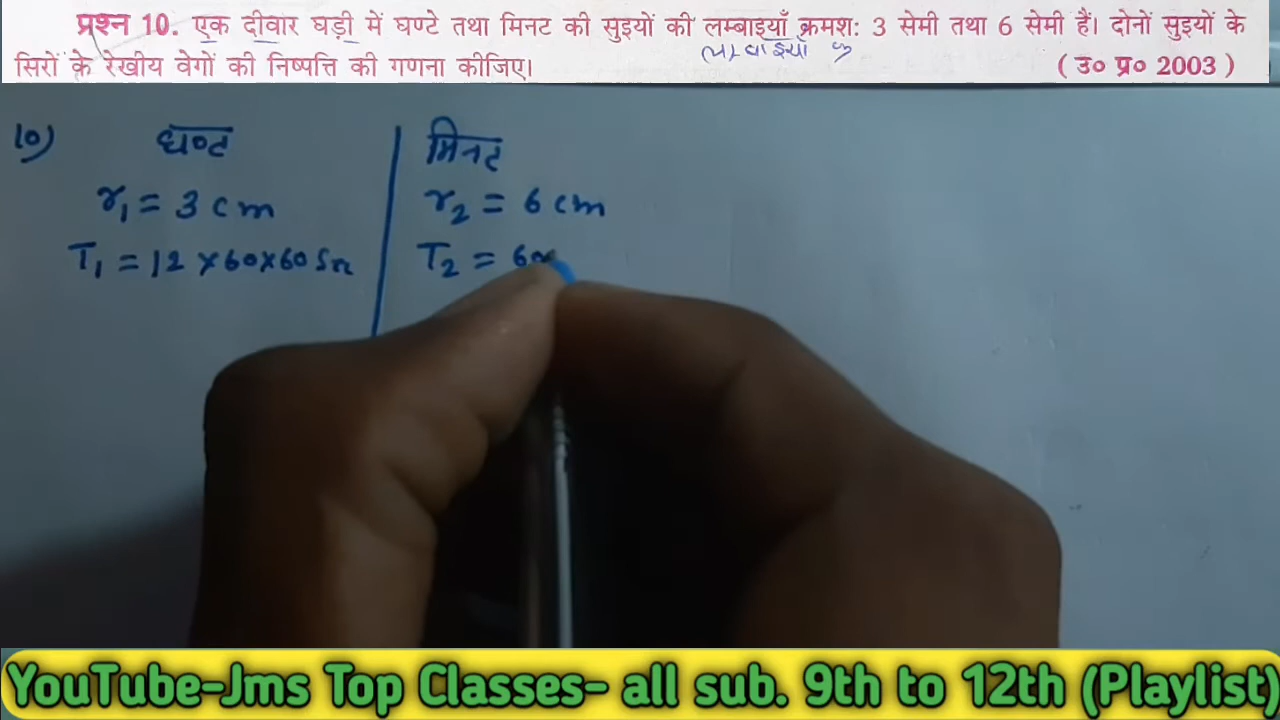 प्रश्न 10. एक दीवार घड़ी में घण्टे तथा मिनट की सुइयों की लम्बाइयाँ क्रमश: 3 सेमी तथा 6 सेमी हैं। दोनों सुइयों के
सिरों के रेखीय वेगों की निष्पत्ति की गणना कीजिए। ( उ० प्र० 2003 )
10) घण्ट मिनट
r₁ = 3 cm r₂ = 6 cm
T₁ = 12 × 60 × 60 Sec T₂ = 60
YouTube-Jms Top Classes- all sub. 9th to 12th (Playlist)